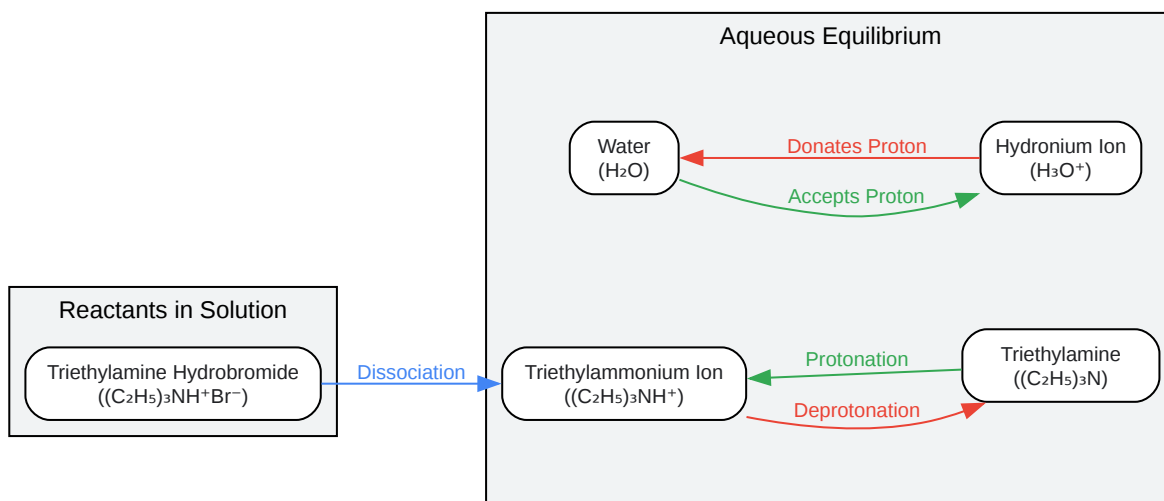 Aqueous Equilibrium
Water
(H₂O)
Donates Proton
Accepts Proton
Hydronium Ion
(H₃O⁺)
Reactants in Solution
Triethylamine Hydrobromide
((C₂H₅)₃NH⁺Br⁻)
Dissociation
Triethylammonium Ion
((C₂H₅)₃NH⁺)
Protonation
Deprotonation
Triethylamine
((C₂H₅)₃N)